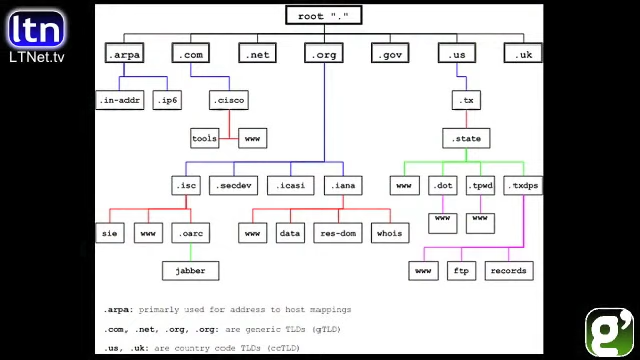 ltn
LTNet.tv
root "."
.arpa .com .net .org .gov .us .uk
.in-addr .ip6 .cisco .tx
tools www .state
.isc .secdev .icasi .iana www .dot .tpwd .txdps
sie www .oarc www data res-dom whois www www
jabber www ftp records
.arpa: primarly used for address to host mappings
.com, .net, .org, .org: are generic TLDs (gTLD)
.us, .uk: are country code TLDs (ccTLD)
g'